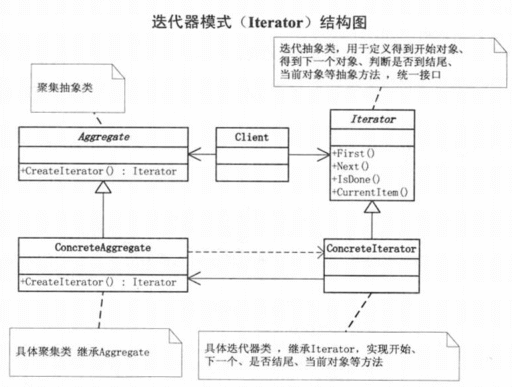 迭代器模式（Iterator）结构图
迭代抽象类，用于定义得到开始对象、
得到下一个对象、判断是否到结尾、
当前对象等抽象方法，统一接口
聚集抽象类
Aggregate
+CreateIterator() : Iterator
Client
Iterator
+First()
+Next()
+IsDone()
+CurrentItem()
ConcreteAggregate
+CreateIterator() : Iterator
ConcreteIterator
具体聚集类 继承Aggregate
具体迭代器类，继承Iterator，实现开始、
下一个、是否结尾、当前对象等方法